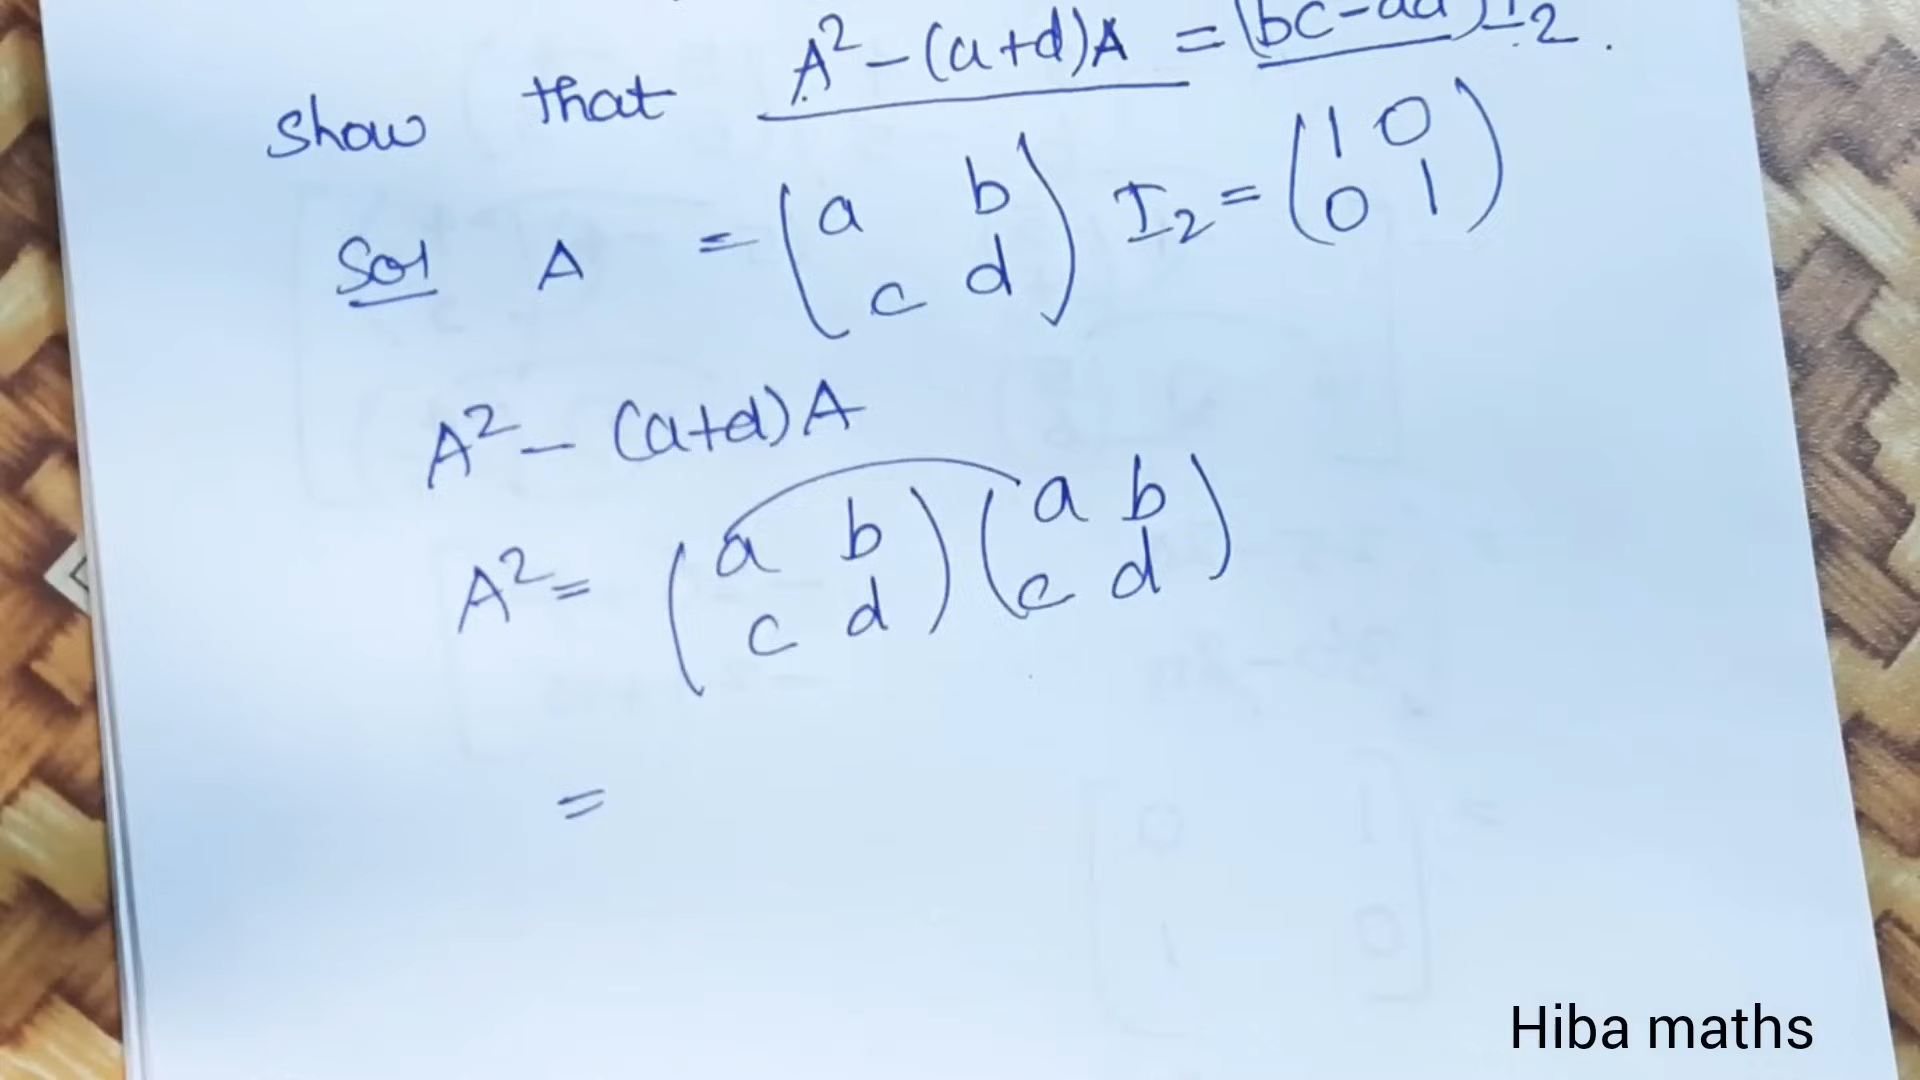 Show that A² - (a+d)A = (bc-ad)I₂.
Sol A = (a b c d) I₂ = (1 0 0 1)
A² - (a+d)A
A² = (a b c d)(a b c d)
=
Hiba maths